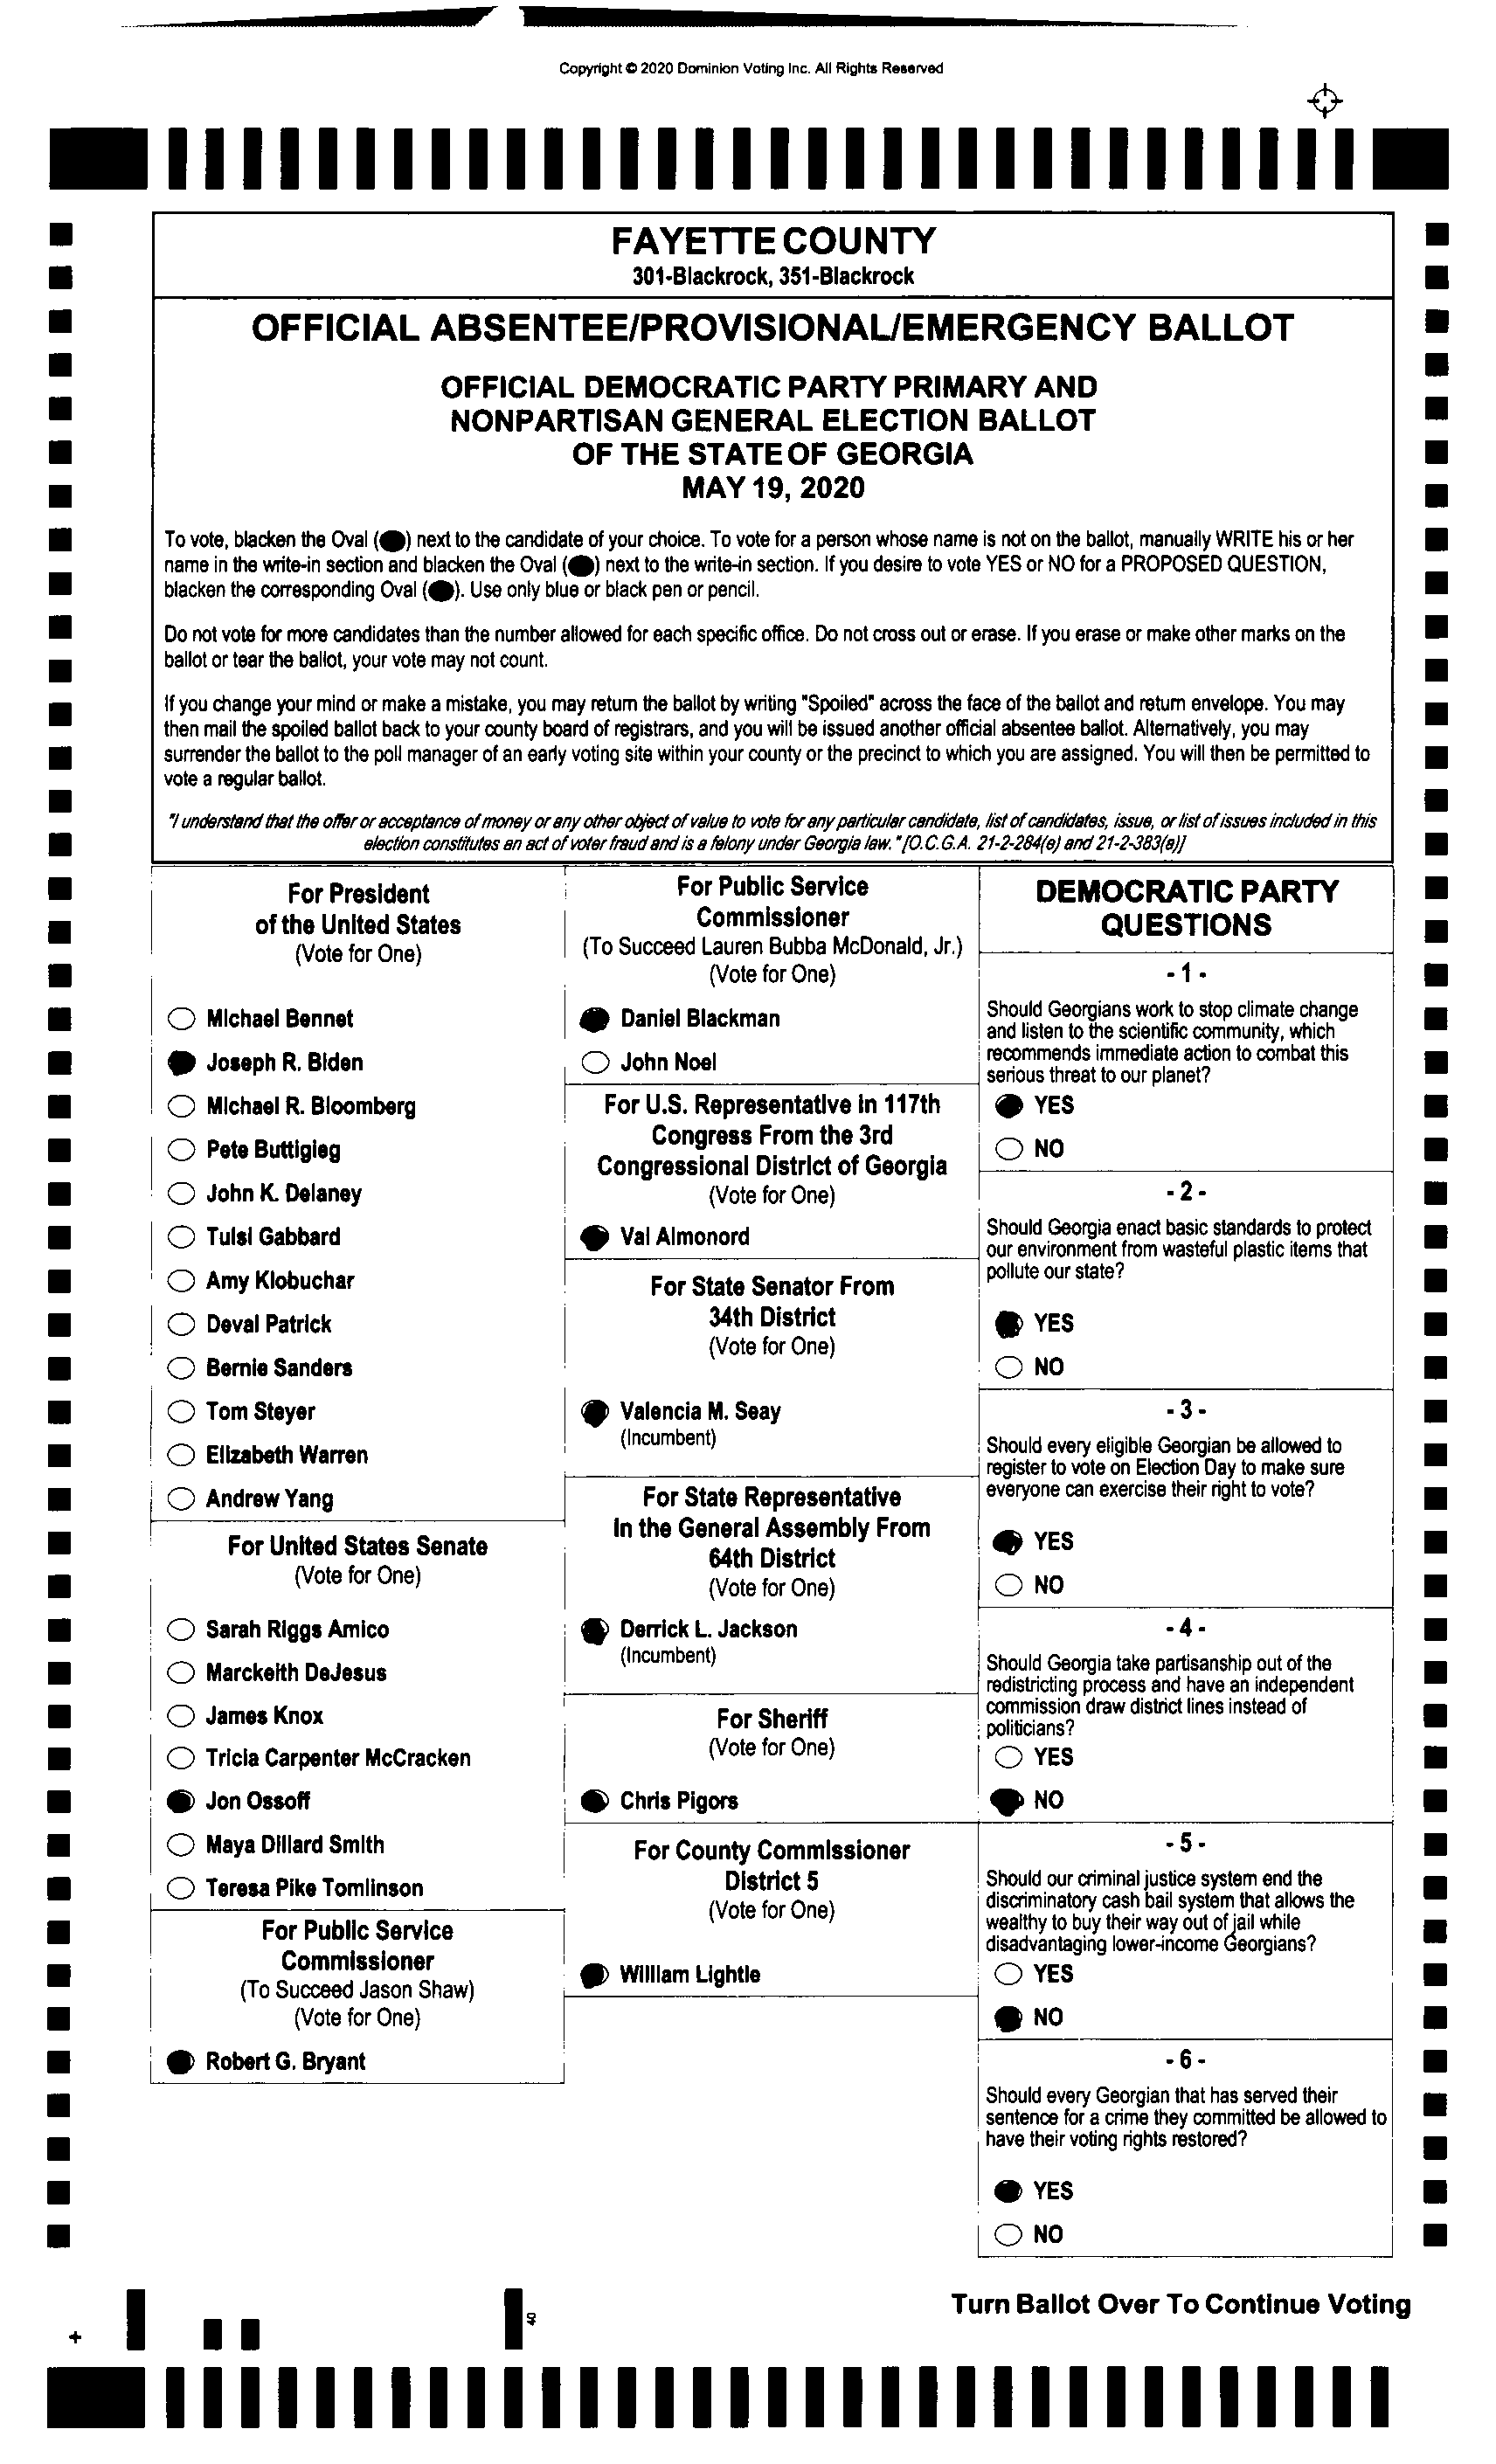 Copyright © 2020 Dominion Voting Inc. All Rights Reserved
FAYETTE COUNTY
301-Blackrock, 351-Blackrock
OFFICIAL ABSENTEE/PROVISIONAL/EMERGENCY BALLOT
OFFICIAL DEMOCRATIC PARTY PRIMARY AND
NONPARTISAN GENERAL ELECTION BALLOT
OF THE STATE OF GEORGIA
MAY 19, 2020
To vote, blacken the Oval ( ) next to the candidate of your choice. To vote for a person whose name is not on the ballot, manually WRITE his or her
name in the write-in section and blacken the Oval ( ) next to the write-in section. If you desire to vote YES or NO for a PROPOSED QUESTION,
blacken the corresponding Oval ( ). Use only blue or black pen or pencil.
Do not vote for more candidates than the number allowed for each specific office. Do not cross out or erase. If you erase or make other marks on the
ballot or tear the ballot, your vote may not count.
If you change your mind or make a mistake, you may return the ballot by writing "Spoiled" across the face of the ballot and return envelope. You may
then mail the spoiled ballot back to your county board of registrars, and you will be issued another official absentee ballot. Alternatively, you may
surrender the ballot to the poll manager of an early voting site within your county or the precinct to which you are assigned. You will then be permitted to
vote a regular ballot.
"I understand that the offer or acceptance of money or any other object of value to vote for any particular candidate, list of candidates, issue, or list of issues included in this
election constitutes an act of voter fraud and is a felony under Georgia law." [O.C.G.A. 21-2-284(e) and 21-2-383(a)]
For President
of the United States
(Vote for One)
Michael Bennet
Joseph R. Biden
Michael R. Bloomberg
Pete Buttigieg
John K. Delaney
Tulsi Gabbard
Amy Klobuchar
Deval Patrick
Bernie Sanders
Tom Steyer
Elizabeth Warren
Andrew Yang
For United States Senate
(Vote for One)
Sarah Riggs Amico
Marckeith DeJesus
James Knox
Tricia Carpenter McCracken
Jon Ossoff
Maya Dillard Smith
Teresa Pike Tomlinson
For Public Service
Commissioner
(To Succeed Jason Shaw)
(Vote for One)
Robert G. Bryant
For Public Service
Commissioner
(To Succeed Lauren Bubba McDonald, Jr.)
(Vote for One)
Daniel Blackman
John Noel
For U.S. Representative in 117th
Congress From the 3rd
Congressional District of Georgia
(Vote for One)
Val Almonord
For State Senator From
34th District
(Vote for One)
Valencia M. Seay
(Incumbent)
For State Representative
In the General Assembly From
64th District
(Vote for One)
Derrick L. Jackson
(Incumbent)
For Sheriff
(Vote for One)
Chris Pigors
For County Commissioner
District 5
(Vote for One)
William Lightle
DEMOCRATIC PARTY
QUESTIONS
- 1 -
Should Georgians work to stop climate change
and listen to the scientific community, which
recommends immediate action to combat this
serious threat to our planet?
YES
NO
- 2 -
Should Georgia enact basic standards to protect
our environment from wasteful plastic items that
pollute our state?
YES
NO
- 3 -
Should every eligible Georgian be allowed to
register to vote on Election Day to make sure
everyone can exercise their right to vote?
YES
NO
- 4 -
Should Georgia take partisanship out of the
redistricting process and have an independent
commission draw district lines instead of
politicians?
YES
NO
- 5 -
Should our criminal justice system end the
discriminatory cash bail system that allows the
wealthy to buy their way out of jail while
disadvantaging lower-income Georgians?
YES
NO
- 6 -
Should every Georgian that has served their
sentence for a crime they committed be allowed to
have their voting rights restored?
YES
NO
Turn Ballot Over To Continue Voting